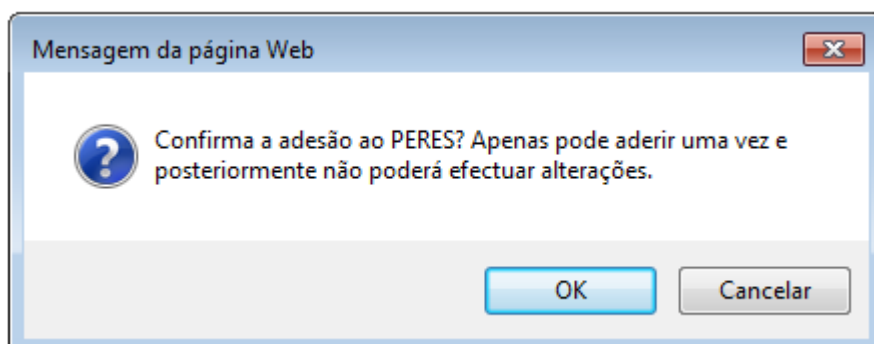 Mensagem da página Web
Confirma a adesão ao PERES? Apenas pode aderir uma vez e
posteriormente não poderá efectuar alterações.
OK
Cancelar